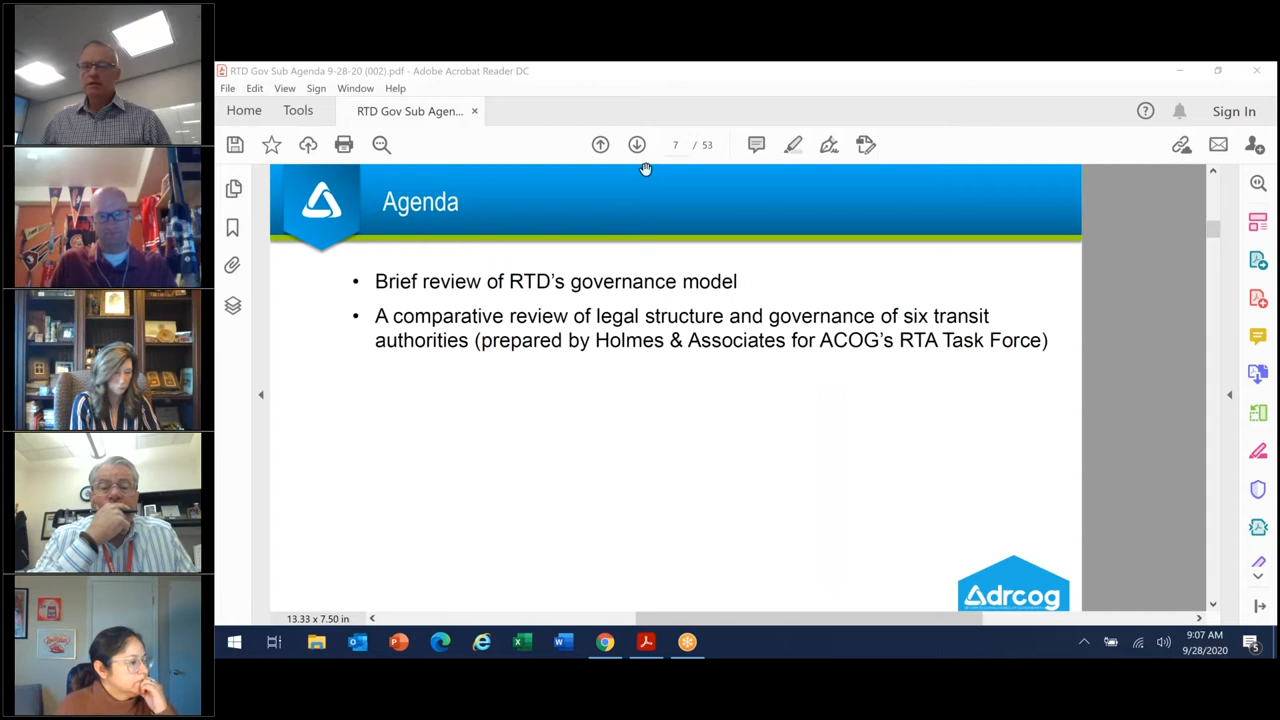 RTD Gov Sub Agenda 9-28-20 (002).pdf - Adobe Acrobat Reader DC
File Edit View Sign Window Help
Home Tools RTD Gov Sub Agen... × Sign In
7 / 53
Agenda
• Brief review of RTD's governance model
• A comparative review of legal structure and governance of six transit
authorities (prepared by Holmes & Associates for ACOG's RTA Task Force)
drcog
13.33 x 7.50 in
9:07 AM
9/28/2020
5